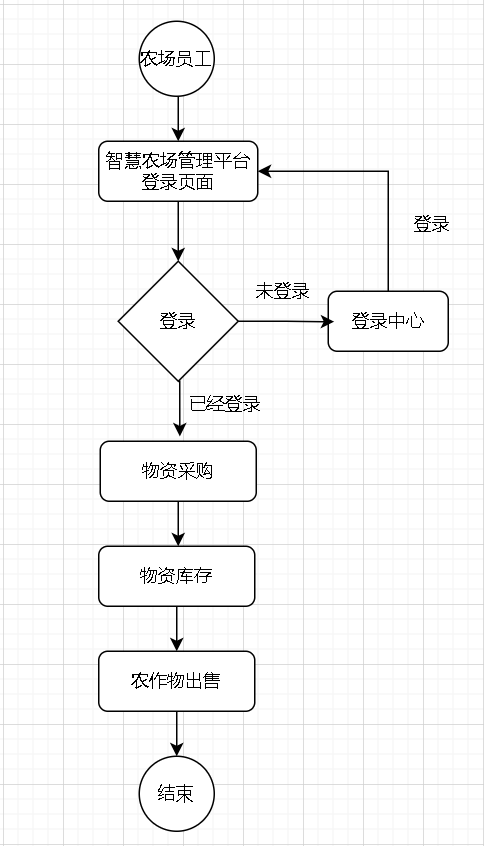 农场员工
智慧农场管理平台
登录页面
登录
登录
未登录
登录中心
已经登录
物资采购
物资库存
农作物出售
结束